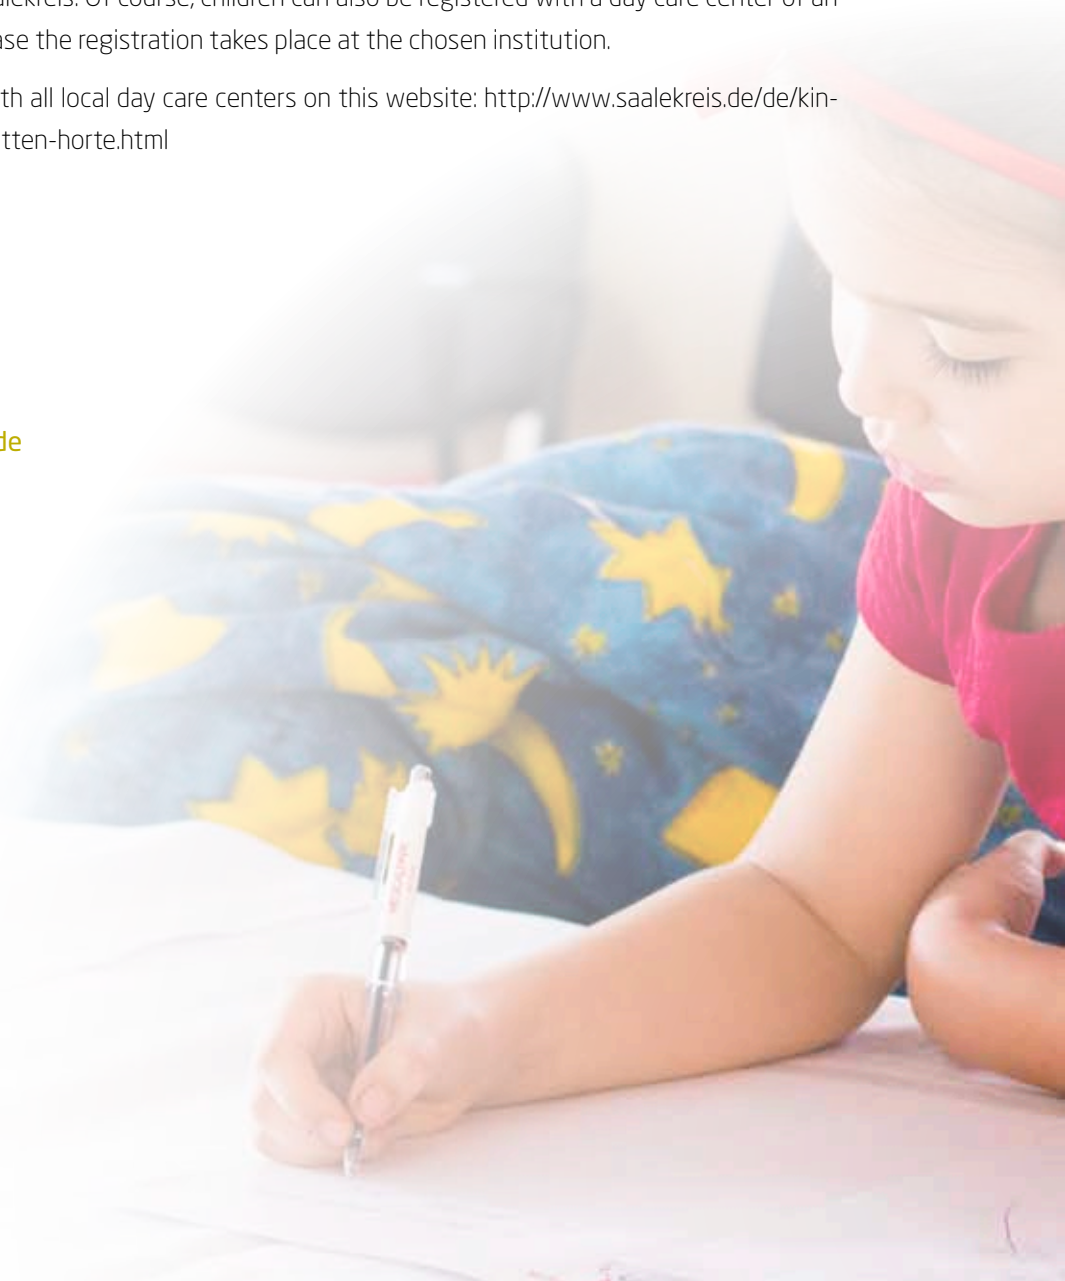 alekreis. Of course, children can also be registered with a day care center of an
ase the registration takes place at the chosen institution.
th all local day care centers on this website: http://www.saalekreis.de/de/kin-
tten-horte.html
de